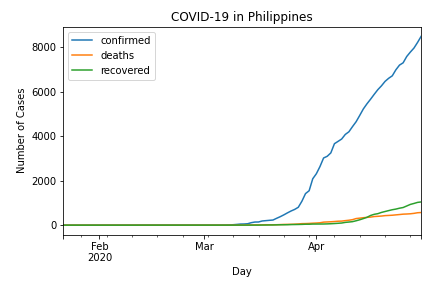 COVID-19 in Philippines
confirmed
deaths
recovered
Number of Cases
8000
6000
4000
2000
0
Feb
2020
Mar
Apr
Day